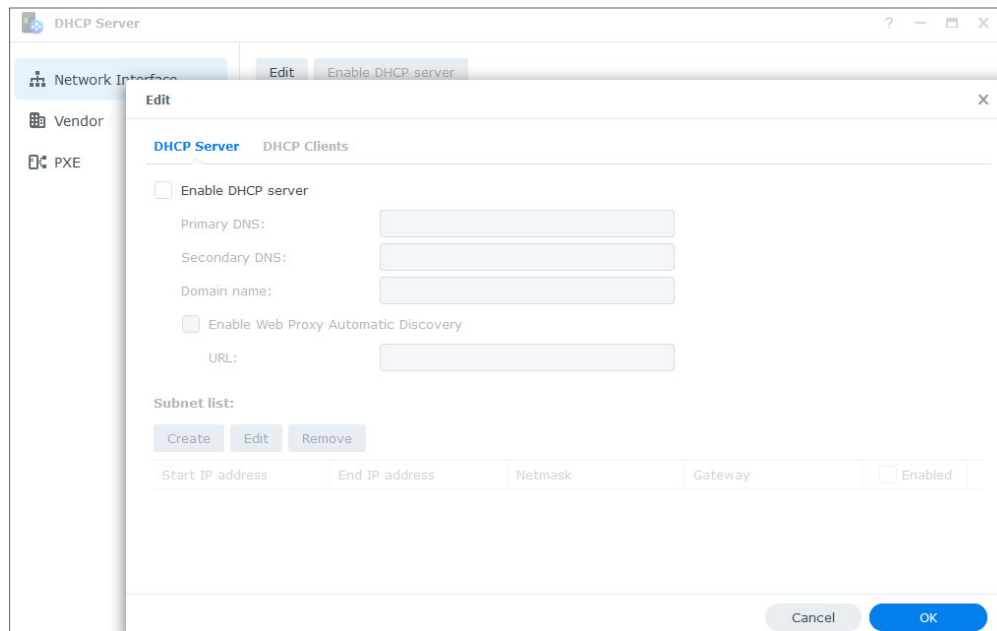 DHCP Server
?
Network Interface
Edit Enable DHCP server
Vendor
PXE
Edit
DHCP Server DHCP Clients
Enable DHCP server
Primary DNS:
Secondary DNS:
Domain name:
Enable Web Proxy Automatic Discovery
URL:
Subnet list:
Create Edit Remove
Start IP address End IP address Netmask Gateway Enabled
Cancel OK